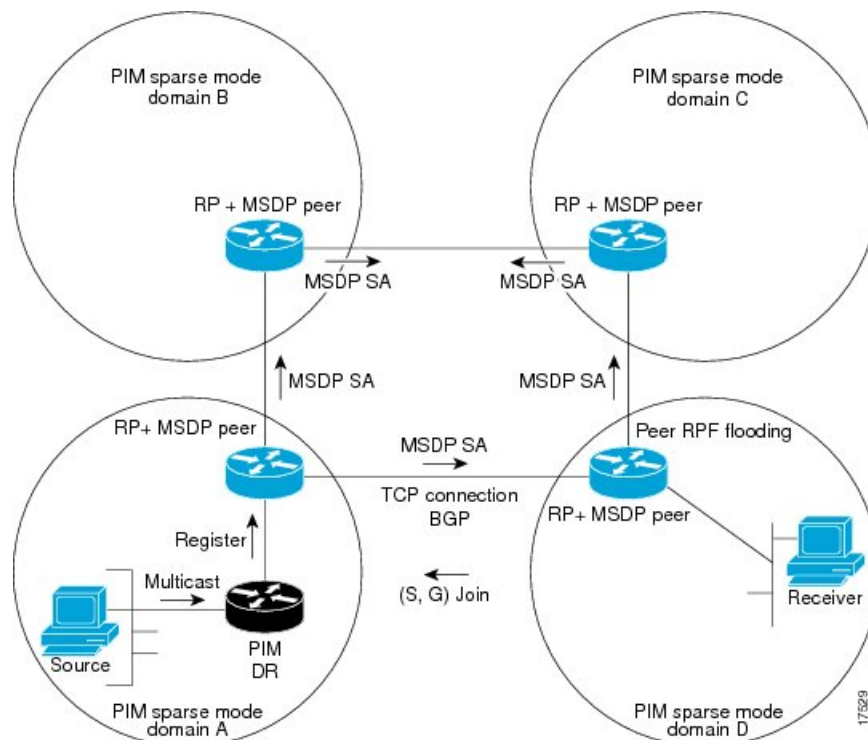 PIM sparse mode
domain B
PIM sparse mode
domain C
RP + MSDP peer
RP + MSDP peer
MSDP SA
MSDP SA
MSDP SA
MSDP SA
RP+ MSDP peer
MSDP SA
Peer RPF flooding
TCP connection
BGP
RP+ MSDP peer
Register
Multicast
(S, G) Join
Receiver
Source
PIM
DR
PIM sparse mode
domain A
PIM sparse mode
domain D
17529